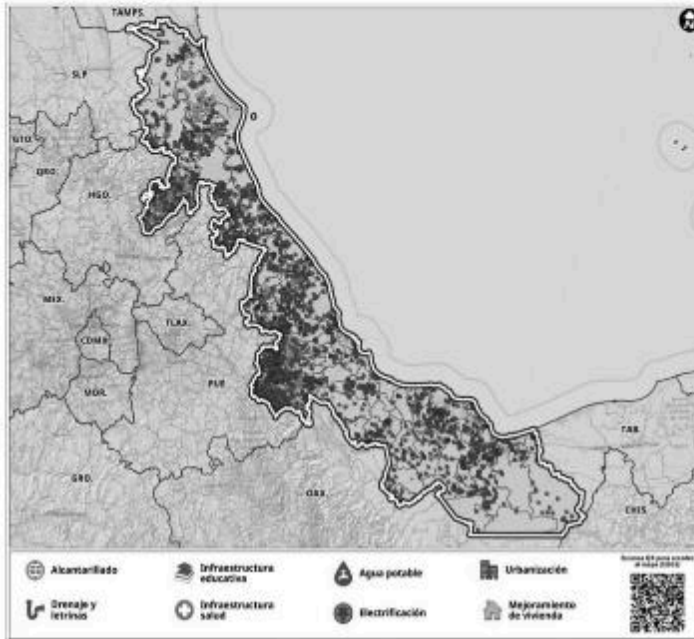 TAMPS.
SLP
GTO.
QRO.
HGO.
MEX.
TLAX.
CDMX
MOR.
PUE
GRO.
OAX.
TAB.
CHIS.
Alcantarillado
Infraestructura
educativa
Agua potable
Urbanización
Drenaje y
letrinas
Infraestructura
salud
Electrificación
Mejoramiento
de vivienda